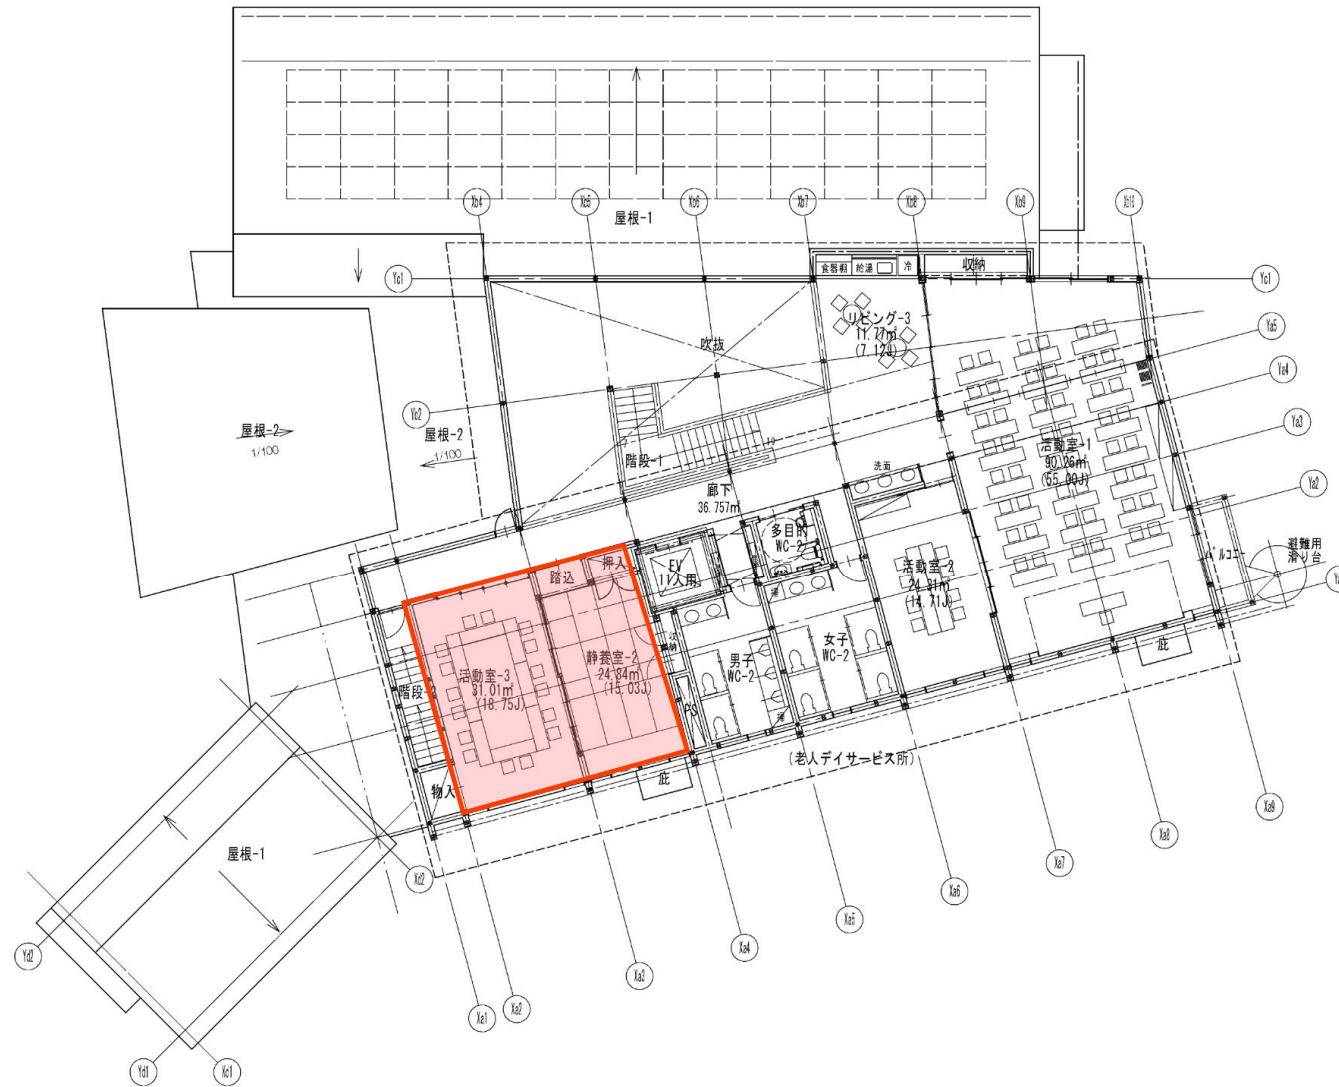 屋根-1
Xb4
Xc5
Xb6
Xb7
Xb8
Xb9
Xb10
Yc1
食器棚
給湯
冷
収納
Yc1
リビング-3
11.77㎡
(7.12J)
吹抜
Ya5
Ya4
Yb2
Ya3
屋根-2
1/100
屋根-2
1/100
階段-1
洗面
活動室-1
90.26㎡
(55.00J)
廊下
36.757㎡
Ya2
多目的
WC-2
バルコニー
避難用
滑り台
押入
踏込
EV
11人用
活動室-2
24.31㎡
(14.71J)
収納
女子
WC-2
静養室-2
24.84㎡
(15.03J)
男子
WC-2
活動室-3
31.01㎡
(18.75J)
階段-2
PS
庇
(老人デイサービス所)
庇
物入
屋根-1
Xd2
Xa9
Xa8
Xa7
Xa6
Xa5
Xa4
Xa3
Xa2
Xa1
Yd2
Yd1
Xc1